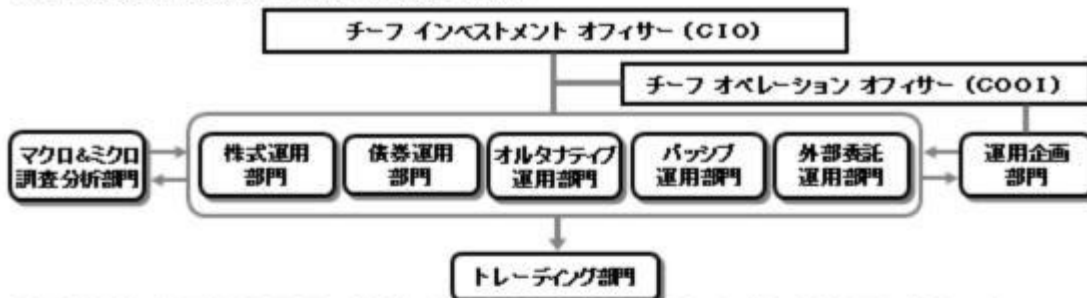 チーフ インベストメント オフィサー (CIO)
チーフ オペレーション オフィサー (COOI)
マクロ&ミクロ
調査分析部門
株式運用
部門
債券運用
部門
オルタナティブ
運用部門
パッシブ
運用部門
外部委託
運用部門
運用企画
部門
トレーディング部門